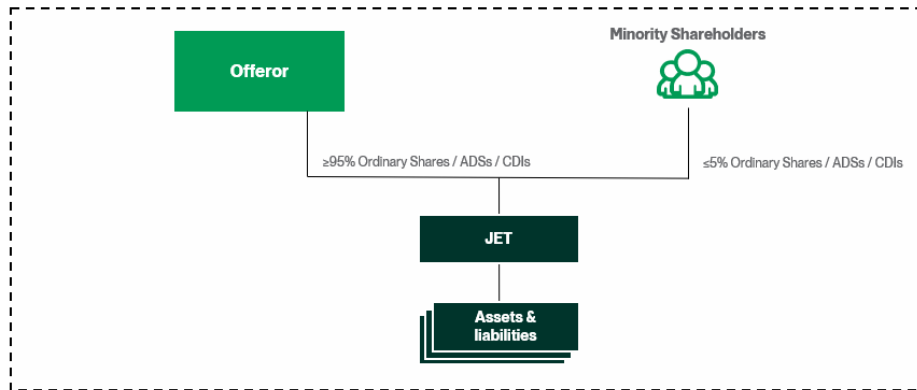 Minority Shareholders
Offeror
≥95% Ordinary Shares / ADSs / CDIs
≤5% Ordinary Shares / ADSs / CDIs
JET
Assets &
liabilities